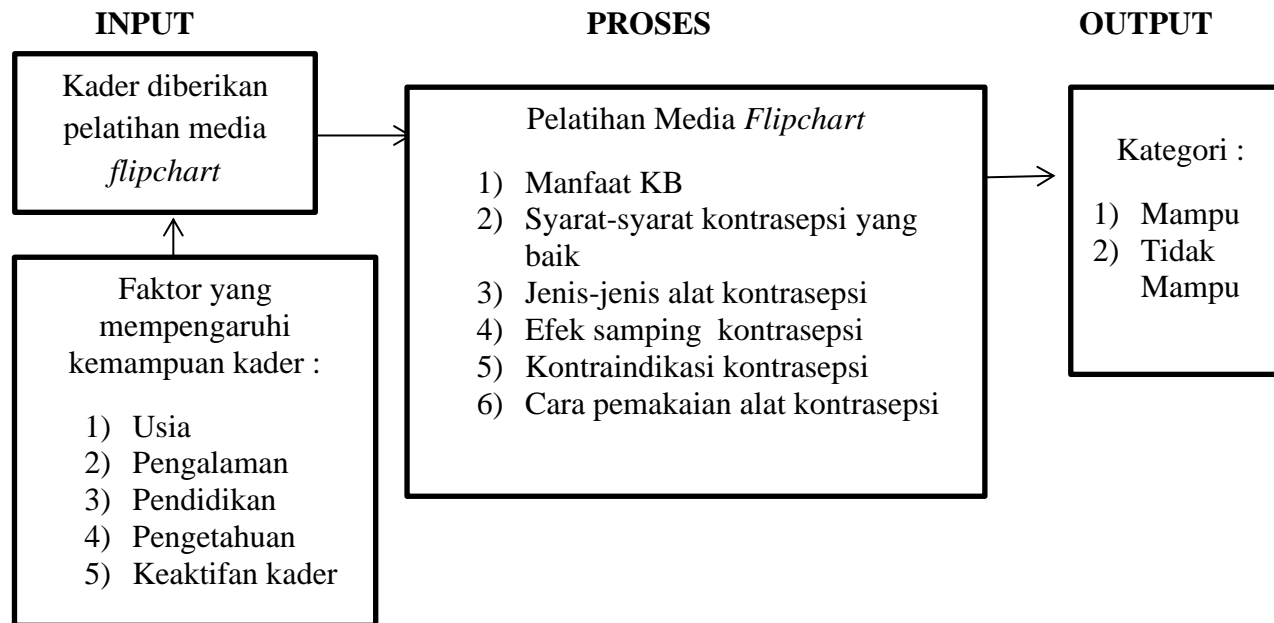 INPUT
Kader diberikan
pelatihan media
flipchart
Faktor yang
mempengaruhi
kemampuan kader :
1) Usia
2) Pengalaman
3) Pendidikan
4) Pengetahuan
5) Keaktifan kader
PROSES
Pelatihan Media Flipchart
1) Manfaat KB
2) Syarat-syarat kontrasepsi yang
baik
3) Jenis-jenis alat kontrasepsi
4) Efek samping kontrasepsi
5) Kontraindikasi kontrasepsi
6) Cara pemakaian alat kontrasepsi
OUTPUT
Kategori :
1) Mampu
2) Tidak
Mampu